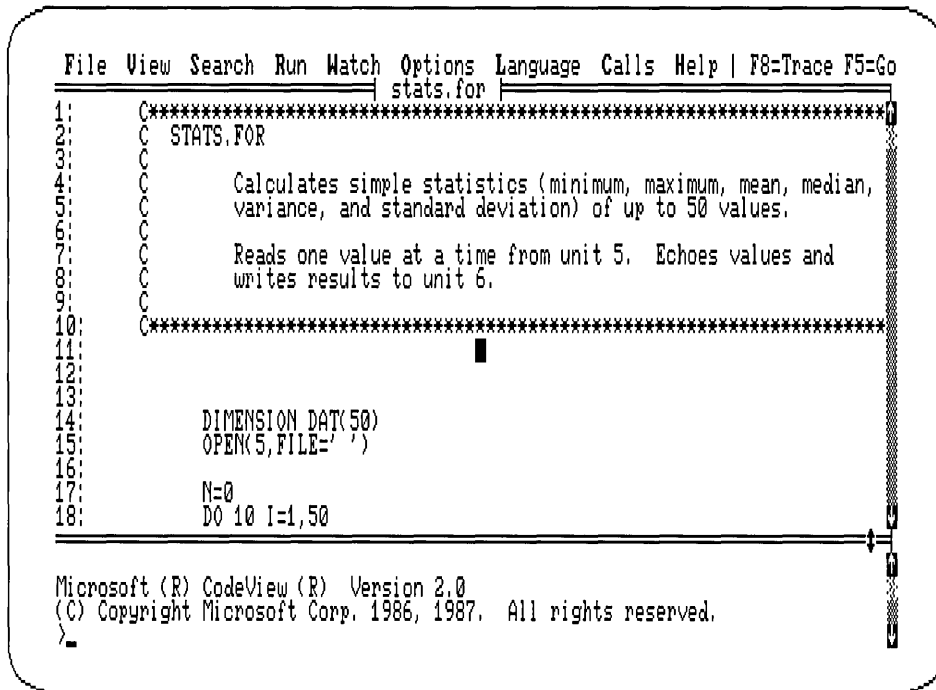 File View Search Run Watch Options Language Calls Help | F8=Trace F5=Go
stats.for
1: C************************************************************************
2: C STATS.FOR
3: C
4: C Calculates simple statistics (minimum, maximum, mean, median,
5: C variance, and standard deviation) of up to 50 values.
6: C
7: C Reads one value at a time from unit 5. Echoes values and
8: C writes results to unit 6.
9: C
10: C************************************************************************
11:
12:
13:
14: DIMENSION DAT(50)
15: OPEN(5,FILE=' ')
16:
17: N=0
18: DO 10 I=1,50
Microsoft (R) CodeView (R) Version 2.0
(C) Copyright Microsoft Corp. 1986, 1987. All rights reserved.
>_